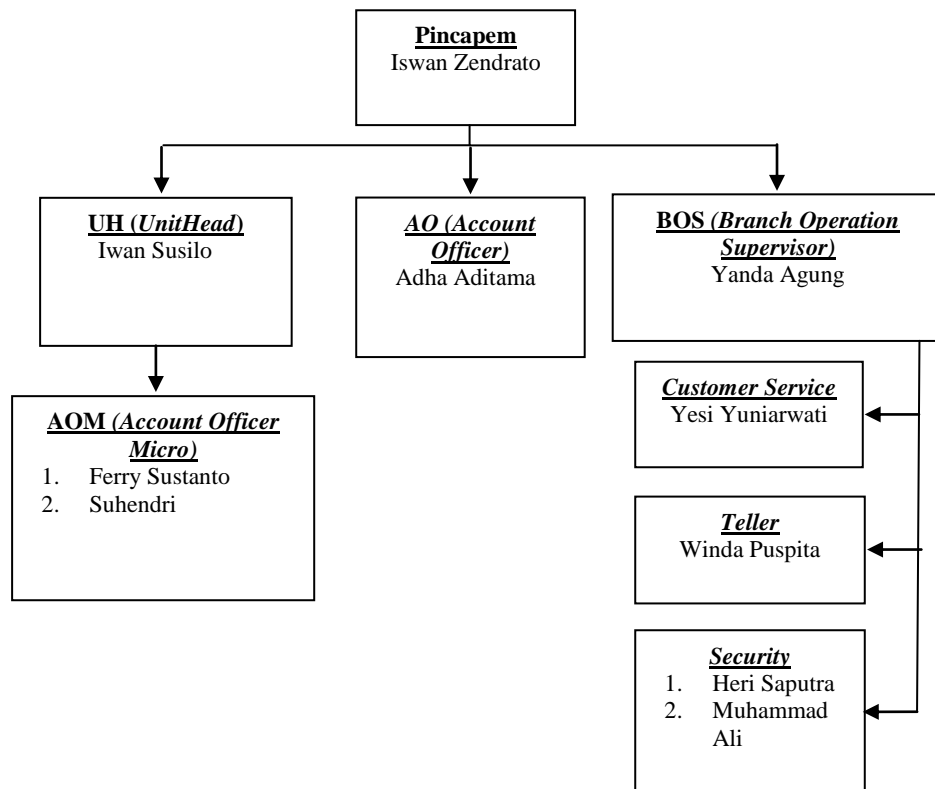 Pincapem
Iswan Zendrato
UH (UnitHead)
Iwan Susilo
AO (Account
Officer)
Adha Aditama
BOS (Branch Operation
Supervisor)
Yanda Agung
AOM (Account Officer
Micro)
1. Ferry Sustanto
2. Suhendri
Customer Service
Yesi Yuniarwati
Teller
Winda Puspita
Security
1. Heri Saputra
2. Muhammad
Ali